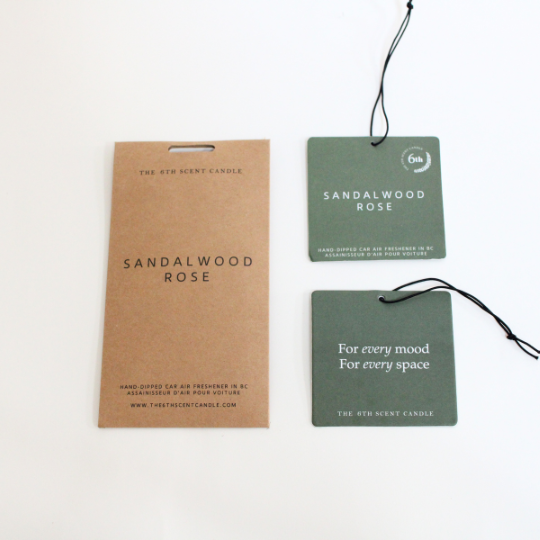 THE 6TH SCENT CANDLE
SANDALWOOD
ROSE
HAND-DIPPED CAR AIR FRESHENER IN BC
ASSAINISSEUR D'AIR POUR VOITURE
WWW.THE6THSCENTCANDLE.COM
6th
SANDALWOOD
ROSE
HAND-DIPPED CAR AIR FRESHENER IN BC
ASSAINISSEUR D'AIR POUR VOITURE
For every mood
For every space
THE 6TH SCENT CANDLE